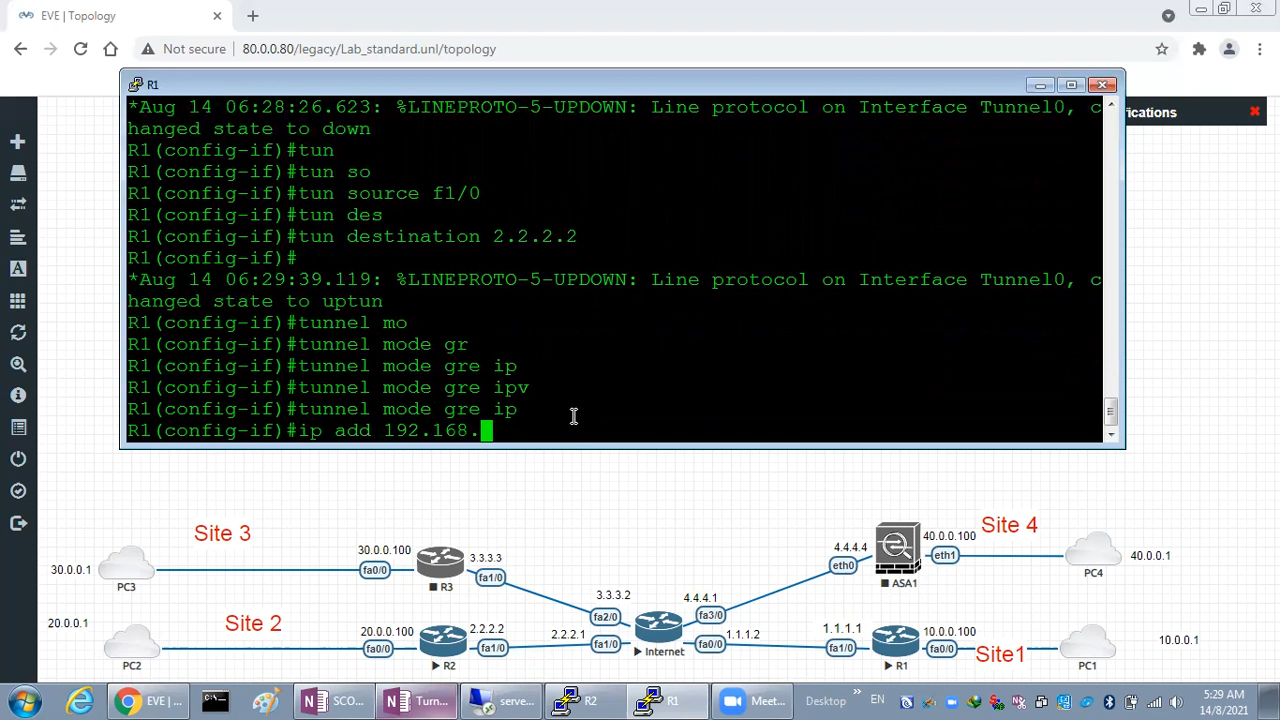 EVE | Topology
Not secure
80.0.0.80/legacy/Lab_standard.unl/topology
R1
ications
*Aug 14 06:28:26.623: %LINEPROTO-5-UPDOWN: Line protocol on Interface Tunnel0, c
hanged state to down
R1(config-if)#tun
R1(config-if)#tun so
R1(config-if)#tun source f1/0
R1(config-if)#tun des
R1(config-if)#tun destination 2.2.2.2
R1(config-if)#
*Aug 14 06:29:39.119: %LINEPROTO-5-UPDOWN: Line protocol on Interface Tunnel0, c
hanged state to uptun
R1(config-if)#tunnel mo
R1(config-if)#tunnel mode gr
R1(config-if)#tunnel mode gre ip
R1(config-if)#tunnel mode gre ipv
R1(config-if)#tunnel mode gre ip
R1(config-if)#ip add 192.168.
Site 3
Site 4
30.0.0.100
3.3.3.3
4.4.4.4
40.0.0.100
30.0.0.1
fa0/0
fa1/0
eth0
eth1
40.0.0.1
PC3
R3
ASA1
PC4
3.3.3.2
4.4.4.1
fa2/0
fa3/0
Site 2
20.0.0.1
20.0.0.100
2.2.2.2
2.2.2.1
1.1.1.2
1.1.1.1
10.0.0.100
10.0.0.1
fa0/0
fa1/0
fa1/0
fa0/0
fa1/0
fa0/0
Site1
PC2
R2
Internet
R1
PC1
EVE | ...
SCO...
Turn...
serve...
R2
R1
Meet...
Desktop
»
EN
5:29 AM
14/8/2021